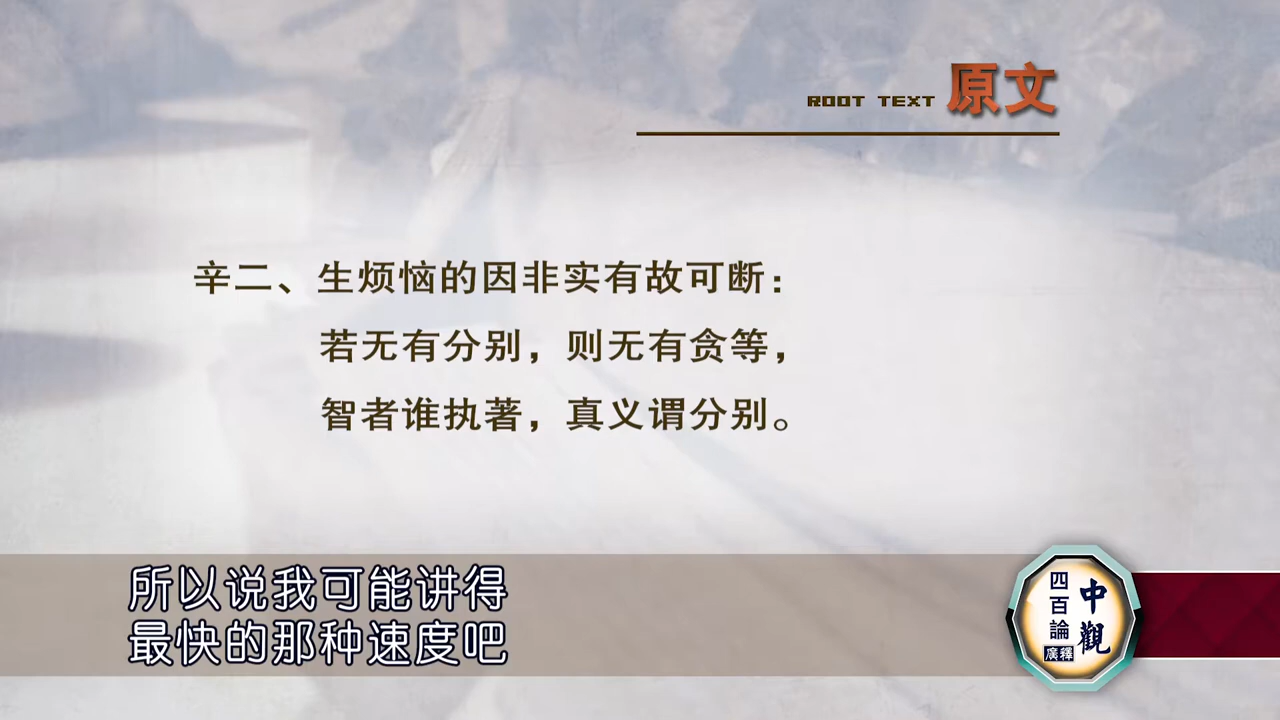 ROOT TEXT 原文
辛二、生烦恼的因非实有故可断：
若无有分别，则无有贪等，
智者谁执著，真义谓分别。
所以说我可能讲得
最快的那种速度吧
中觀
四百論
廣釋